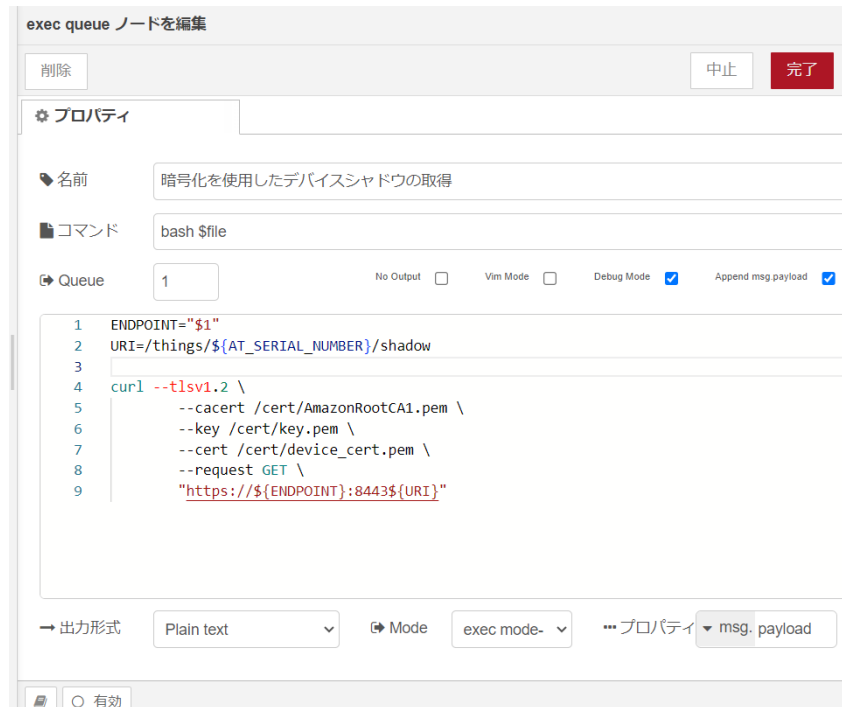 exec queue ノードを編集
削除 中止 完了
プロパティ
名前 暗号化を使用したデバイスシャドウの取得
コマンド bash $file
Queue 1 No Output Vim Mode Debug Mode Append msg.payload
1 ENDPOINT="$1"
2 URI=/things/${AT_SERIAL_NUMBER}/shadow
3
4 curl --tlsv1.2 \
5 --cacert /cert/AmazonRootCA1.pem \
6 --key /cert/key.pem \
7 --cert /cert/device_cert.pem \
8 --request GET \
9 "https://${ENDPOINT}:8443${URI}"
出力形式 Plain text Mode exec mode- プロパティ msg. payload
有効